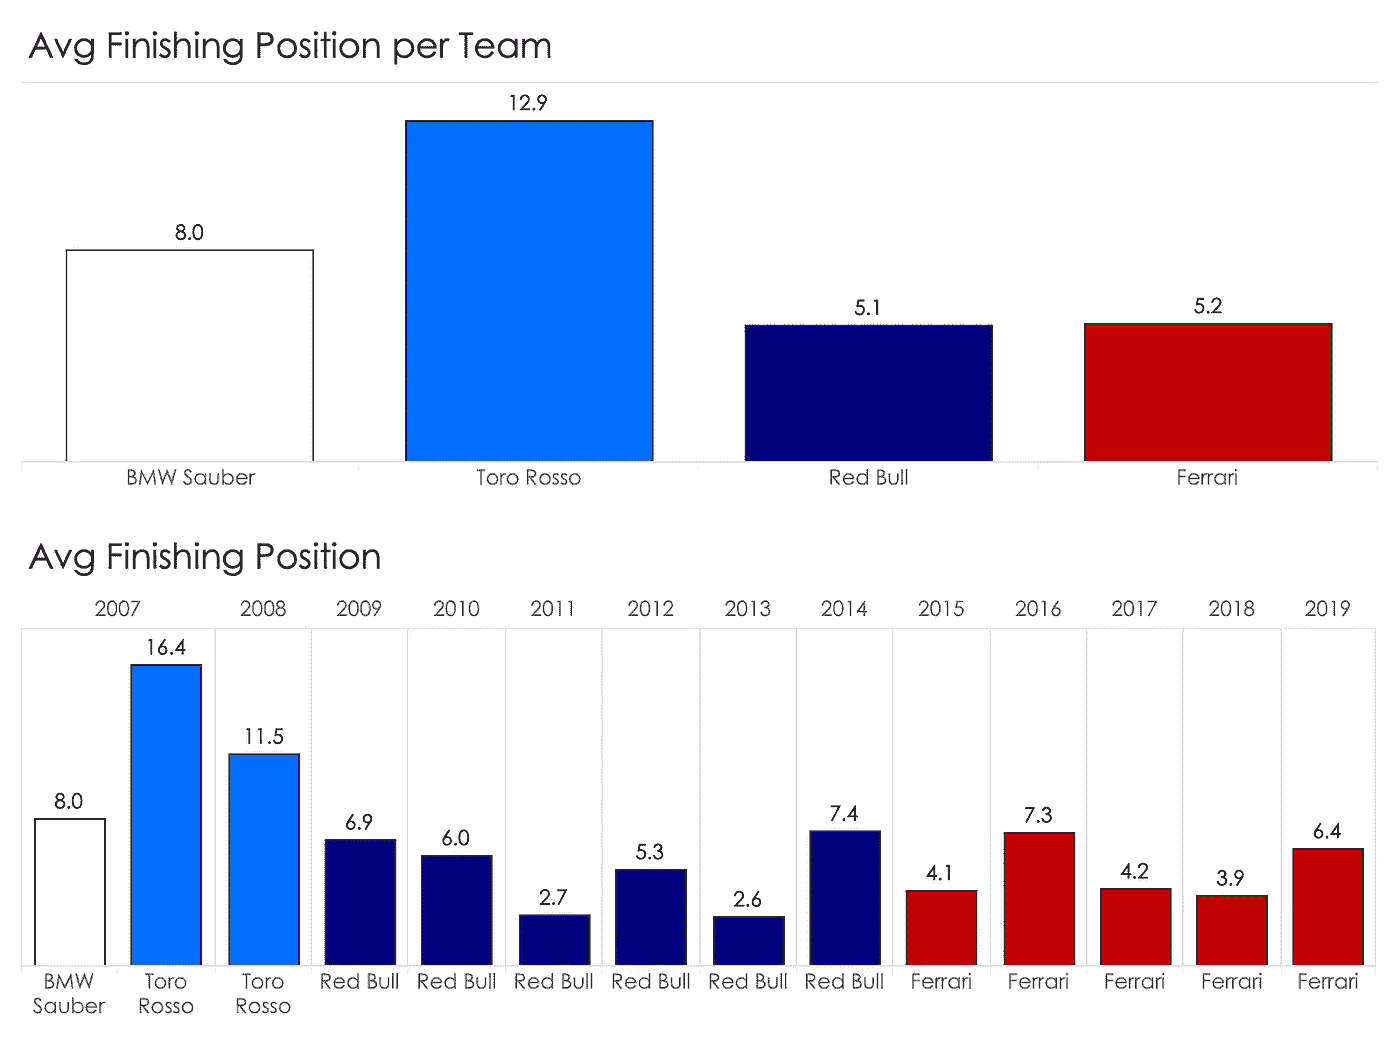 Avg Finishing Position per Team
12.9
8.0
5.1
5.2
BMW Sauber
Toro Rosso
Red Bull
Ferrari
Avg Finishing Position
2007 2008 2009 2010 2011 2012 2013 2014 2015 2016 2017 2018 2019
8.0
16.4
11.5
6.9
6.0
2.7
5.3
2.6
7.4
4.1
7.3
4.2
3.9
6.4
BMW
Sauber
Toro
Rosso
Toro
Rosso
Red Bull
Red Bull
Red Bull
Red Bull
Red Bull
Red Bull
Ferrari
Ferrari
Ferrari
Ferrari
Ferrari